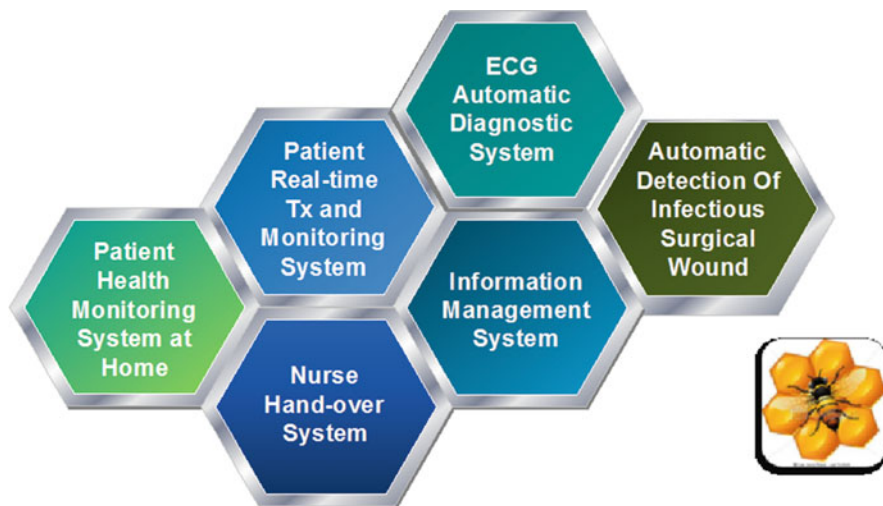 ECG
Automatic
Diagnostic
System
Patient
Real-time
Tx and
Monitoring
System
Automatic
Detection Of
Infectious
Surgical
Wound
Patient
Health
Monitoring
System at
Home
Information
Management
System
Nurse
Hand-over
System